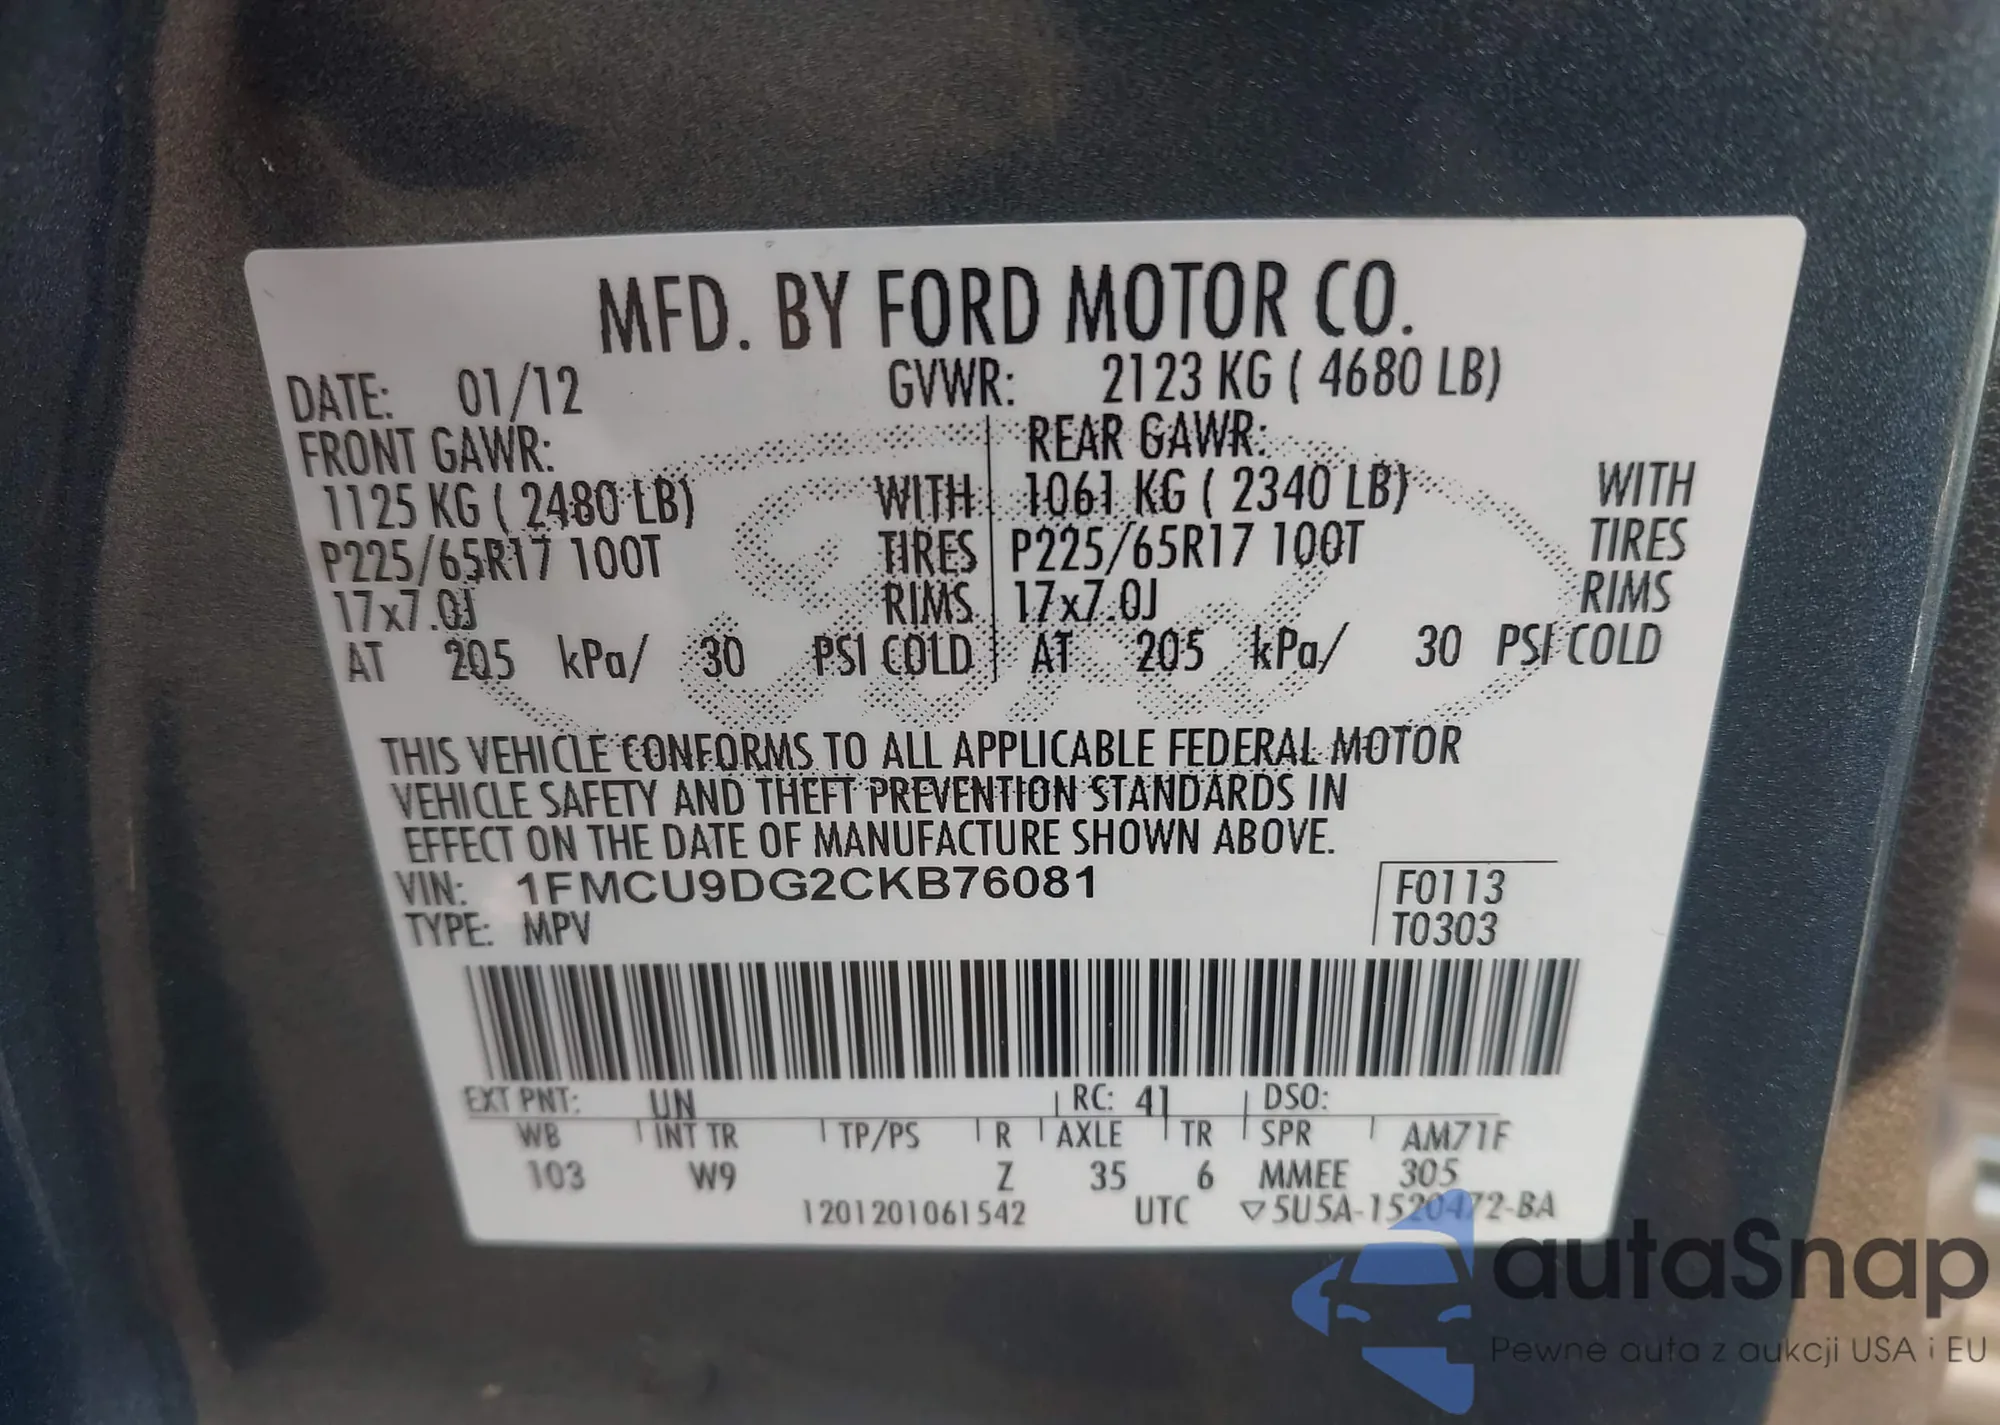 MFD. BY FORD MOTOR CO.
DATE: 01/12 GVWR: 2123 KG ( 4680 LB)
FRONT GAWR: REAR GAWR:
1125 KG ( 2480 LB) WITH 1061 KG ( 2340 LB) WITH
P225/65R17 100T TIRES P225/65R17 100T TIRES
17x7.0J RIMS 17x7.0J RIMS
AT 205 kPa/ 30 PSI COLD AT 205 kPa/ 30 PSI COLD
THIS VEHICLE CONFORMS TO ALL APPLICABLE FEDERAL MOTOR
VEHICLE SAFETY AND THEFT PREVENTION STANDARDS IN
EFFECT ON THE DATE OF MANUFACTURE SHOWN ABOVE.
VIN: 1FMCU9DG2CKB76081 F0113
TYPE: MPV T0303
EXT PNT: UN RC: 41 DSO:
WB INT TR TP/PS R AXLE TR SPR AM71F
103 W9 Z 35 6 MMEE 305
1201201061542 UTC ▽5U5A-1520472-BA
autaSnap
Pewne auta z aukcji USA i EU